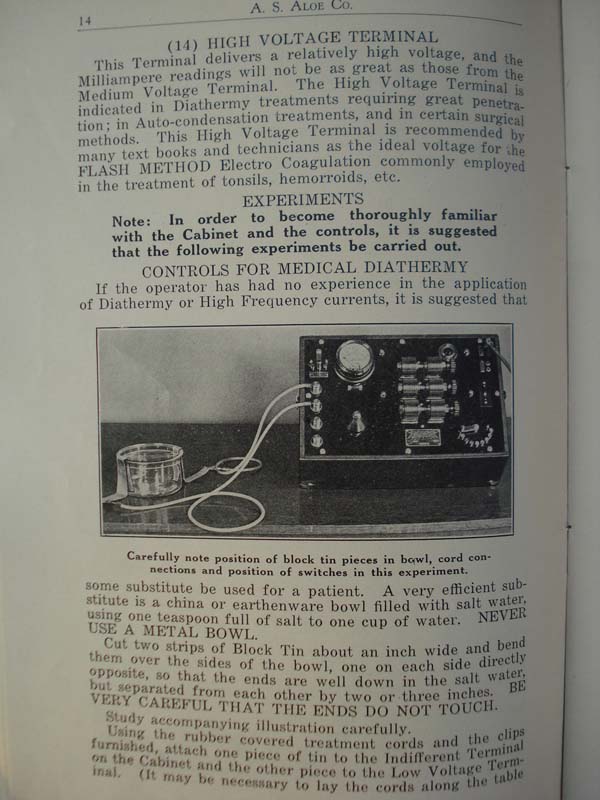 14
A. S. ALOE CO.
(14) HIGH VOLTAGE TERMINAL
This Terminal delivers a relatively high voltage, and the
Milliampere readings will not be as great as those from the
Medium Voltage Terminal. The High Voltage Terminal is
indicated in Diathermy treatments requiring great penetra-
tion; in Auto-condensation treatments, and in certain surgical
methods. This High Voltage Terminal is recommended by
many text books and technicians as the ideal voltage for the
FLASH METHOD Electro Coagulation commonly employed
in the treatment of tonsils, hemorroids, etc.
EXPERIMENTS
Note: In order to become thoroughly familiar
with the Cabinet and the controls, it is suggested
that the following experiments be carried out.
CONTROLS FOR MEDICAL DIATHERMY
If the operator has had no experience in the application
of Diathermy or High Frequency currents, it is suggested that
Carefully note position of block tin pieces in bowl, cord con-
nections and position of switches in this experiment.
some substitute be used for a patient. A very efficient sub-
stitute is a china or earthenware bowl filled with salt water,
using one teaspoon full of salt to one cup of water. NEVER
USE A METAL BOWL.
Cut two strips of Block Tin about an inch wide and bend
them over the sides of the bowl, one on each side directly
opposite, so that the ends are well down in the salt water,
but separated from each other by two or three inches. BE
VERY CAREFUL THAT THE ENDS DO NOT TOUCH.
Study accompanying illustration carefully.
Using the rubber covered treatment cords and the clips
furnished, attach one piece of tin to the Indifferent Terminal
on the Cabinet and the other piece to the Low Voltage Term-
inal. (It may be necessary to lay the cords along the table